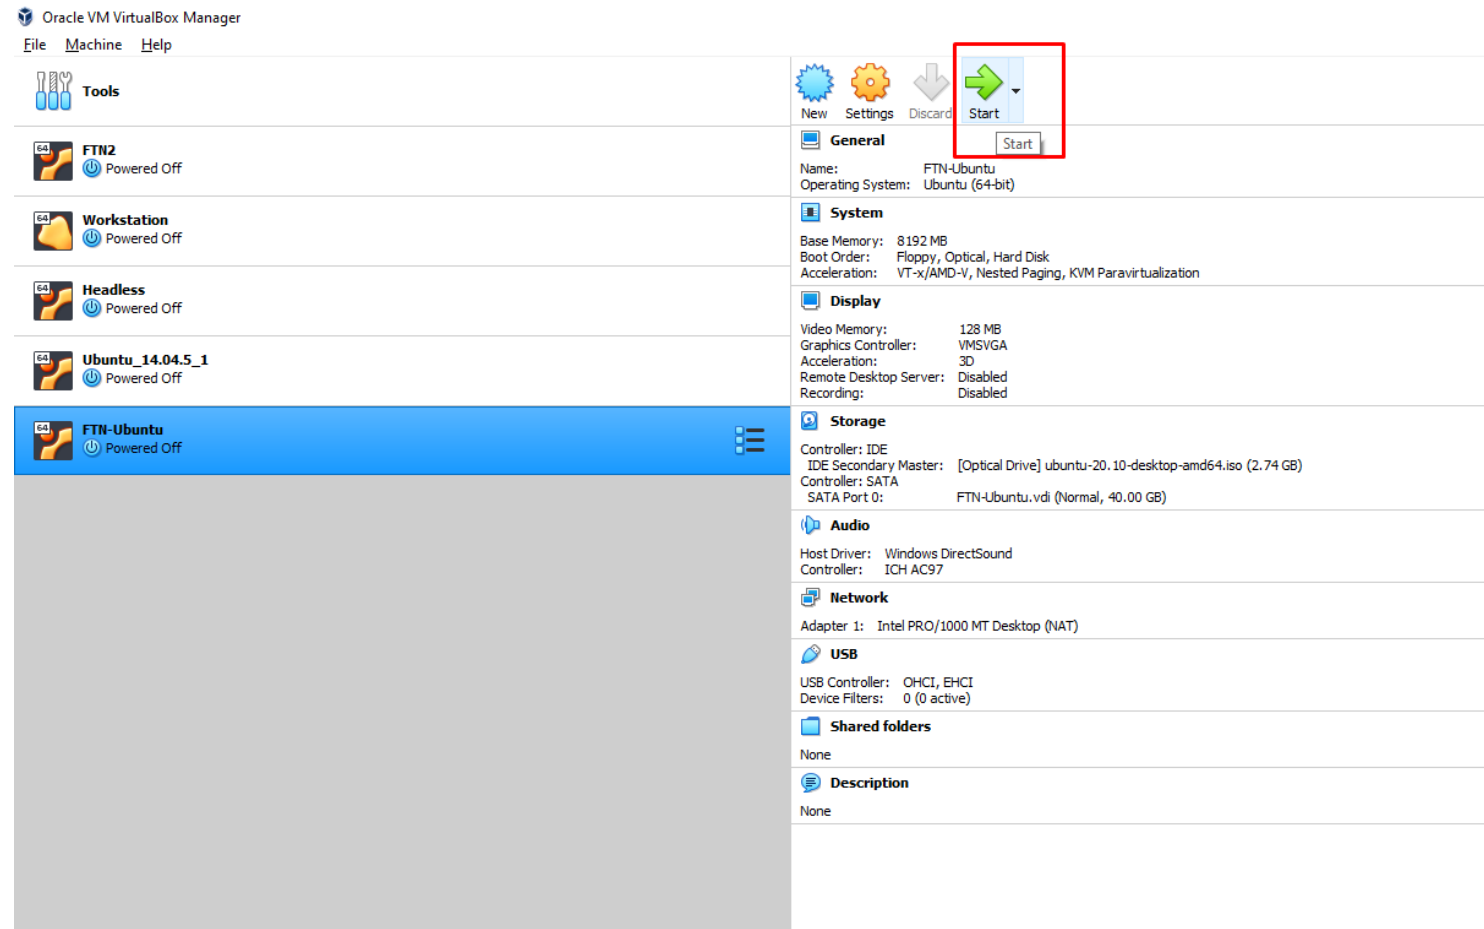 Oracle VM VirtualBox Manager
File Machine Help
Tools
64
FTN2
Powered Off
64
Workstation
Powered Off
64
Headless
Powered Off
64
Ubuntu_14.04.5_1
Powered Off
64
FTN-Ubuntu
Powered Off
New Settings Discard Start
Start
General
Name: FTN-Ubuntu
Operating System: Ubuntu (64-bit)
System
Base Memory: 8192 MB
Boot Order: Floppy, Optical, Hard Disk
Acceleration: VT-x/AMD-V, Nested Paging, KVM Paravirtualization
Display
Video Memory: 128 MB
Graphics Controller: VMSVGA
Acceleration: 3D
Remote Desktop Server: Disabled
Recording: Disabled
Storage
Controller: IDE
IDE Secondary Master: [Optical Drive] ubuntu-20.10-desktop-amd64.iso (2.74 GB)
Controller: SATA
SATA Port 0: FTN-Ubuntu.vdi (Normal, 40.00 GB)
Audio
Host Driver: Windows DirectSound
Controller: ICH AC97
Network
Adapter 1: Intel PRO/1000 MT Desktop (NAT)
USB
USB Controller: OHCI, EHCI
Device Filters: 0 (0 active)
Shared folders
None
Description
None